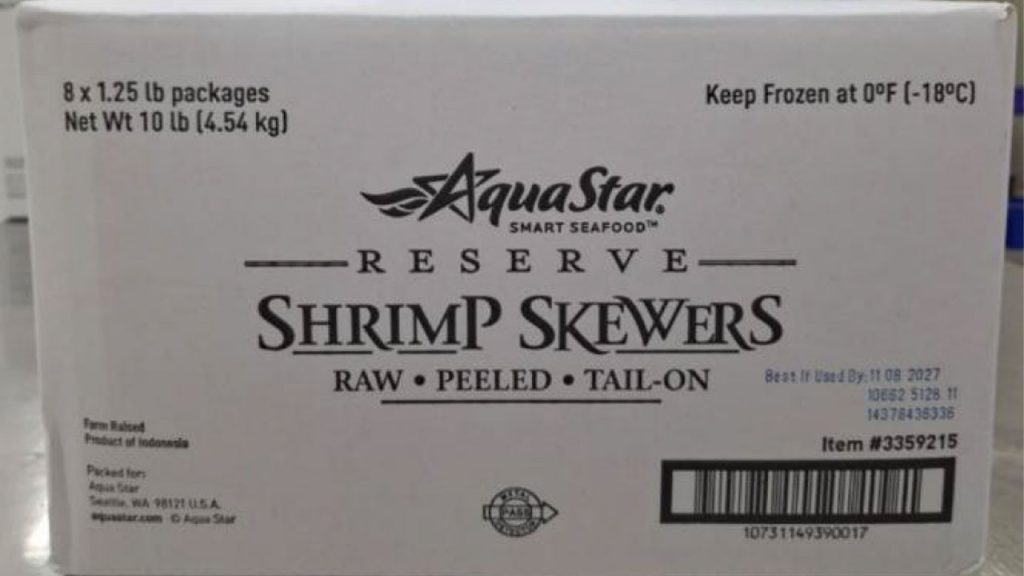 8 x 1.25 lb packages
Net Wt 10 lb (4.54 kg)
Keep Frozen at 0ºF (-18ºC)
AquaStar
SMART SEAFOOD™
RESERVE
SHRIMP SKEWERS
RAW • PEELED • TAIL-ON
Best If Used By: 11 08 2027
10662 5128 11
14378436336
Item #3359215
10731149390017
Farm Raised
Product of Indonesia
Packed for:
Aqua Star
Seattle, WA 98121 U.S.A.
aquastar.com © Aqua Star
METAL
PASS
DETECTOR